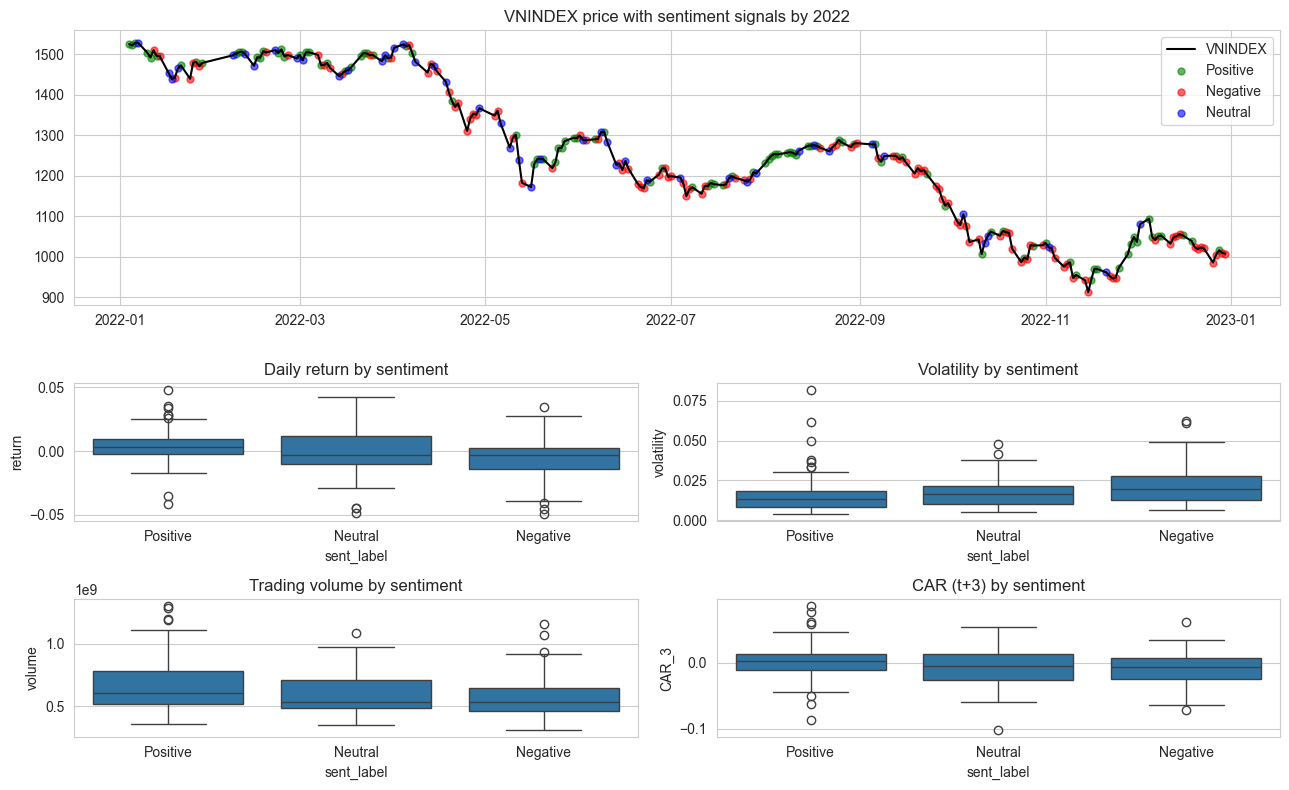 VNINDEX price with sentiment signals by 2022
1500
1400
1300
1200
1100
1000
900
VNINDEX
Positive
Negative
Neutral
2022-01
2022-03
2022-05
2022-07
2022-09
2022-11
2023-01
Daily return by sentiment
return
0.05
0.00
−0.05
Positive
Neutral
Negative
sent_label
Volatility by sentiment
volatility
0.075
0.050
0.025
0.000
Positive
Neutral
Negative
sent_label
Trading volume by sentiment
1e9
volume
1.0
0.5
Positive
Neutral
Negative
sent_label
CAR (t+3) by sentiment
CAR_3
0.0
−0.1
Positive
Neutral
Negative
sent_label